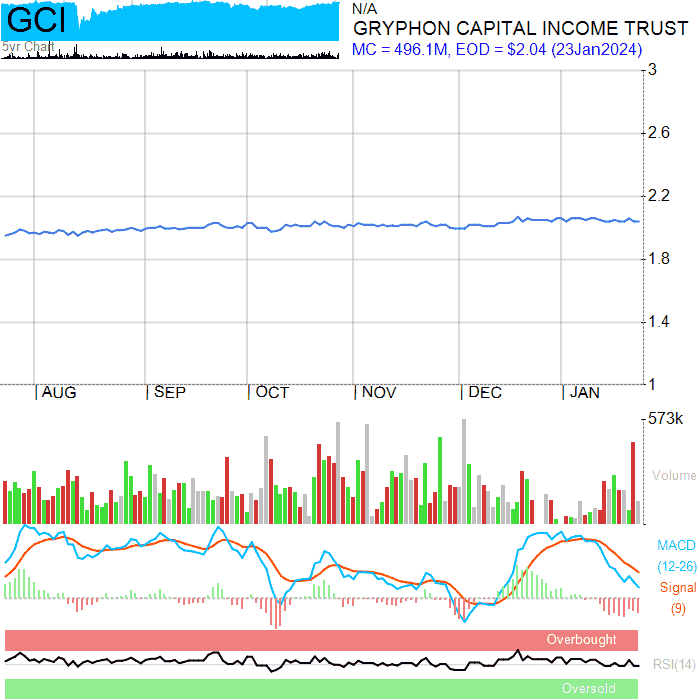 GCI
5yr Chart
N/A
GRYPHON CAPITAL INCOME TRUST
MC = 496.1M, EOD = $2.04 (23Jan2024)
3
2.6
2.2
1.8
1.4
1
AUG SEP OCT NOV DEC JAN
573k
Volume
MACD
(12-26)
Signal
(9)
Overbought
RSI(14)
Oversold